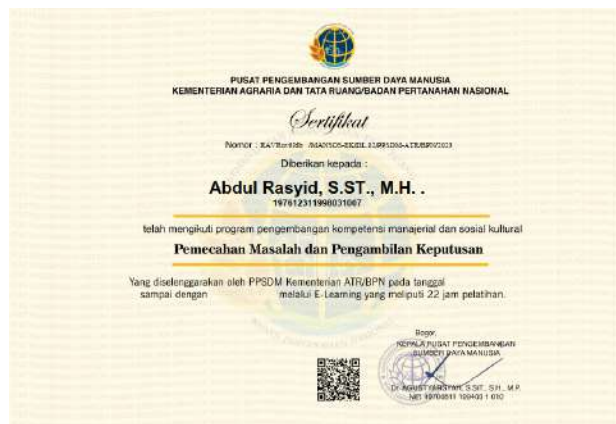 PUSAT PENGEMBANGAN SUMBER DAYA MANUSIA
KEMENTERIAN AGRARIA DAN TATA RUANG/BADAN PERTANAHAN NASIONAL
Sertifikat
Nomor :
Diberikan kepada :
Abdul Rasyid, S.ST., M.H. .
197612311998031067
telah mengikuti program pengembangan kompetensi manajerial dan sosial kultural
Pemecahan Masalah dan Pengambilan Keputusan
Yang diselenggarakan oleh PPSDM Kementerian ATR/BPN pada tanggal
sampai dengan melalui E-Learning yang meliputi 22 jam pelatihan.
Bogor,
KEPALA PUSAT PENGEMBANGAN
SUMBER DAYA MANUSIA
S.SIT., S.H., M.P.